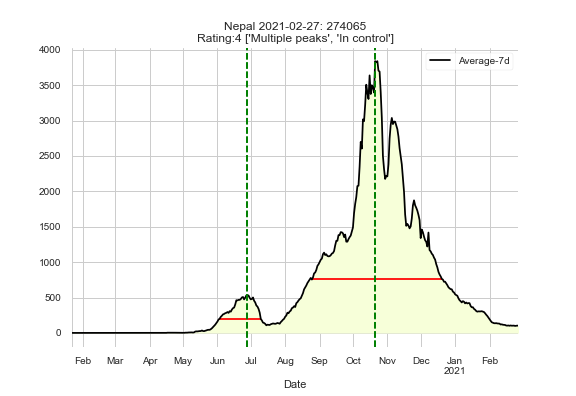 Nepal 2021-02-27: 274065
Rating:4 ['Multiple peaks', 'In control']
Average-7d
4000
3500
3000
2500
2000
1500
1000
500
0
Feb Mar Apr May Jun Jul Aug Sep Oct Nov Dec Jan Feb
2021
Date